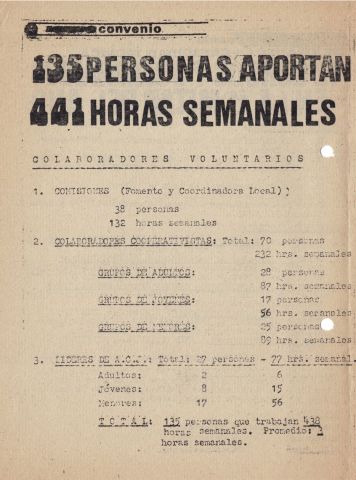 convenio
135 PERSONAS APORTAN
441 HORAS SEMANALES
COLABORADORES VOLUNTARIOS
1. COMISIONES (Fomento y Coordinadora Local)
38 personas
132 horas semanales
2. COLABORADORES COOPERATIVISTAS: Total: 70 personas
232 hrs. semanales
GRUPOS DE ADULTOS: 28 personas
87 hrs. semanales
GRUPOS DE JOVENES: 17 personas
56 hrs. semanales
GRUPOS DE MENORES: 25 personas
89 hrs. semanales
3. LIDERES DE A.C.J.: Total: 27 personas - 77 hrs. semanal.
Adultos: 2 6
Jóvenes: 8 15
Menores: 17 56
TOTAL: 135 personas que trabajan 438
horas semanales. Promedio: 3
horas semanales.